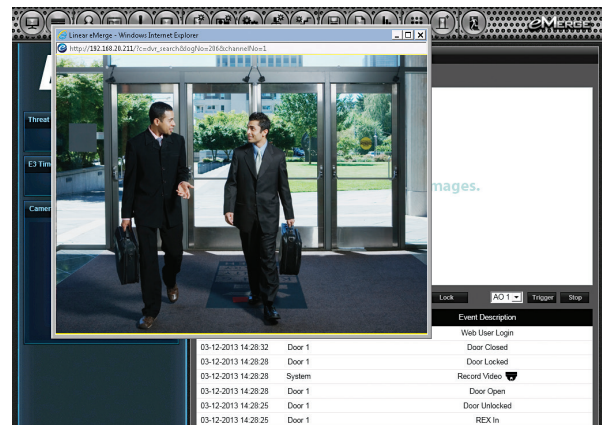 eMERGE
Linear eMerge - Windows Internet Explorer
http://192.168.20.211/?c=dvr_search&logNo=206&channelNo=1
Threat
E3 Tim
Camer
mages.
Lock
AO 1
Trigger
Stop
Event Description
Web User Login
03-12-2013 14:28:32 Door 1 Door Closed
03-12-2013 14:28:28 Door 1 Door Locked
03-12-2013 14:28:28 System Record Video
03-12-2013 14:28:28 Door 1 Door Open
03-12-2013 14:28:25 Door 1 Door Unlocked
03-12-2013 14:28:25 Door 1 REX In